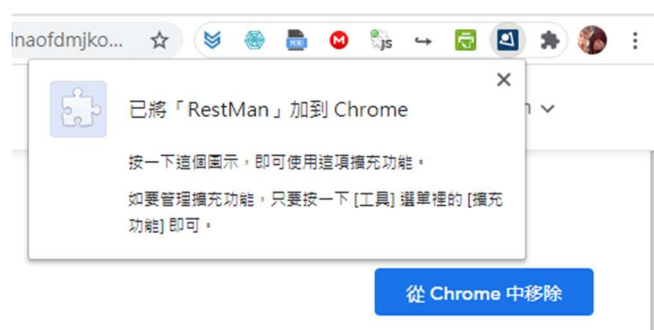 lnaofdmjko...
MOBI
M
js
已將「RestMan」加到 Chrome
按一下這個圖示，即可使用這項擴充功能。
如要管理擴充功能，只要按一下 [工具] 選單裡的 [擴充
功能] 即可。
從 Chrome 中移除